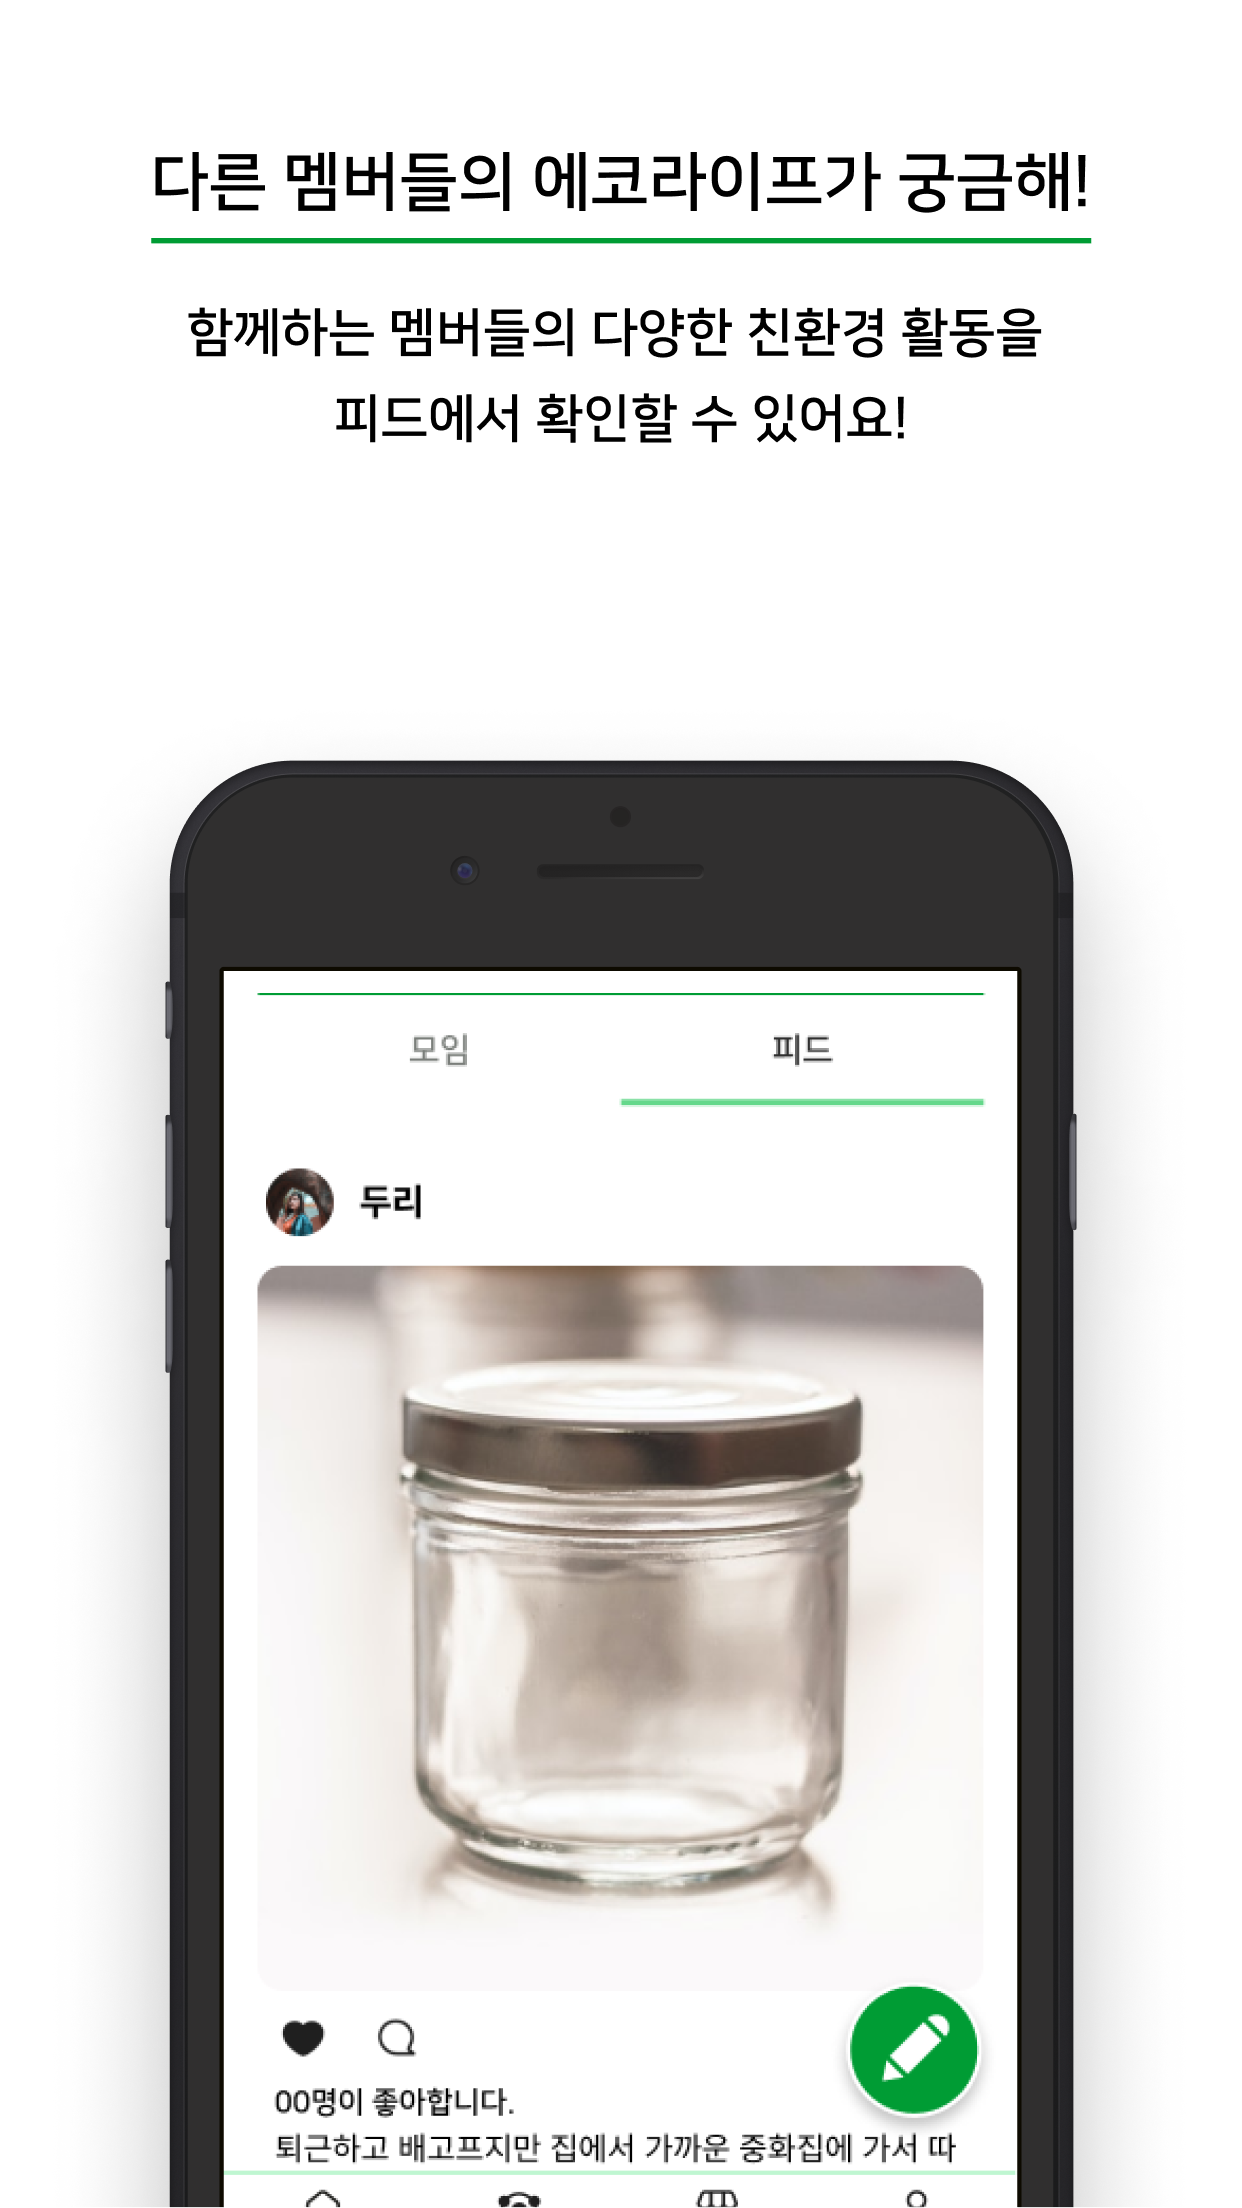 다른 멤버들의 에코라이프가 궁금해!
함께하는 멤버들의 다양한 친환경 활동을
피드에서 확인할 수 있어요!
모임 피드
두리
00명이 좋아합니다.
퇴근하고 배고프지만 집에서 가까운 중화집에 가서 따